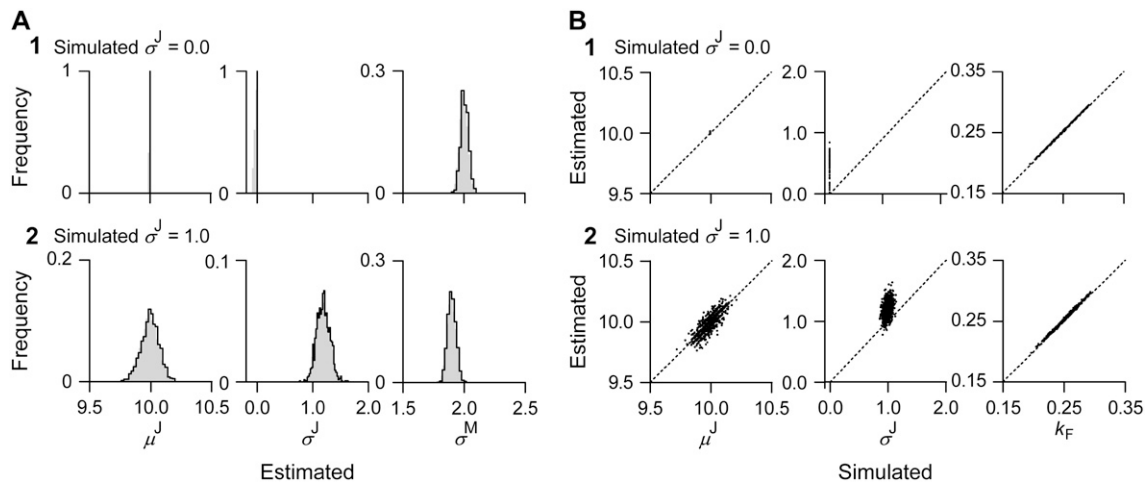 A
1 Simulated σᴶ = 0.0
Frequency
1
0
1
0
0.3
0
2 Simulated σᴶ = 1.0
Frequency
0.2
0
9.5 10.0 10.5
μᴶ
0.1
0
0.0 1.0 2.0
σᴶ
0.3
0
1.5 2.0 2.5
σᴹ
Estimated
B
1 Simulated σᴶ = 0.0
Estimated
10.5
10.0
9.5
2.0
1.0
0.0
0.35
0.25
0.15
2 Simulated σᴶ = 1.0
Estimated
10.5
10.0
9.5
9.5 10.0 10.5
μᴶ
2.0
1.0
0.0
0.0 1.0 2.0
σᴶ
0.35
0.25
0.15
0.15 0.25 0.35
k_F
Simulated